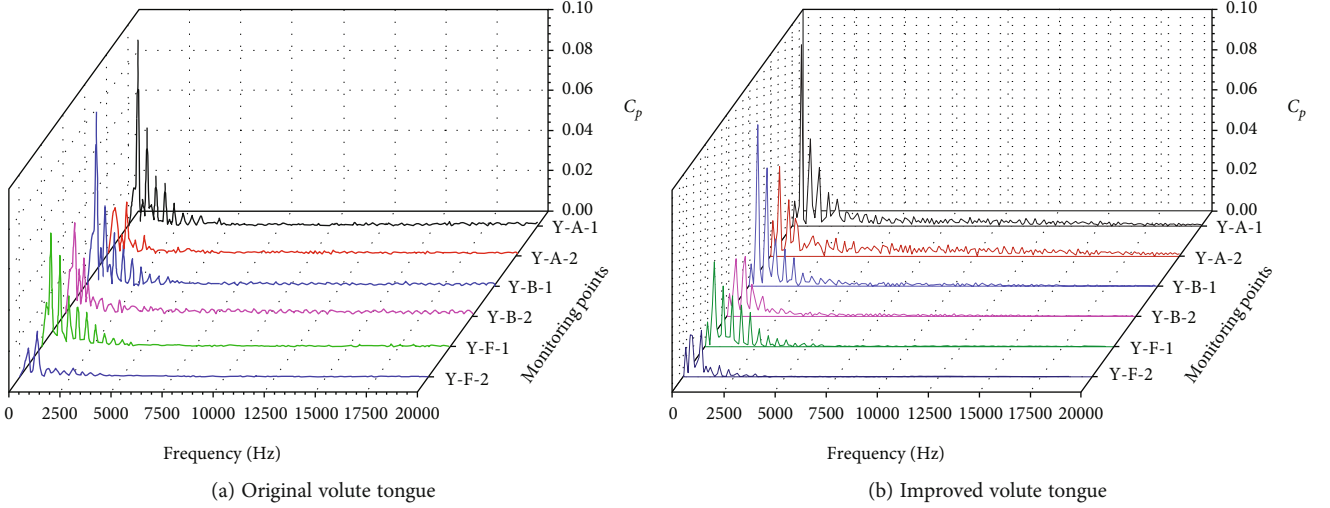 0.10
0.08
0.06
0.04
0.02
0.00
C_p
Y-A-1
Y-A-2
Y-B-1
Y-B-2
Y-F-1
Y-F-2
Monitoring points
0 2500 5000 7500 10000 12500 15000 17500 20000
Frequency (Hz)
(a) Original volute tongue
0.10
0.08
0.06
0.04
0.02
0.00
C_p
Y-A-1
Y-A-2
Y-B-1
Y-B-2
Y-F-1
Y-F-2
Monitoring points
0 2500 5000 7500 10000 12500 15000 17500 20000
Frequency (Hz)
(b) Improved volute tongue